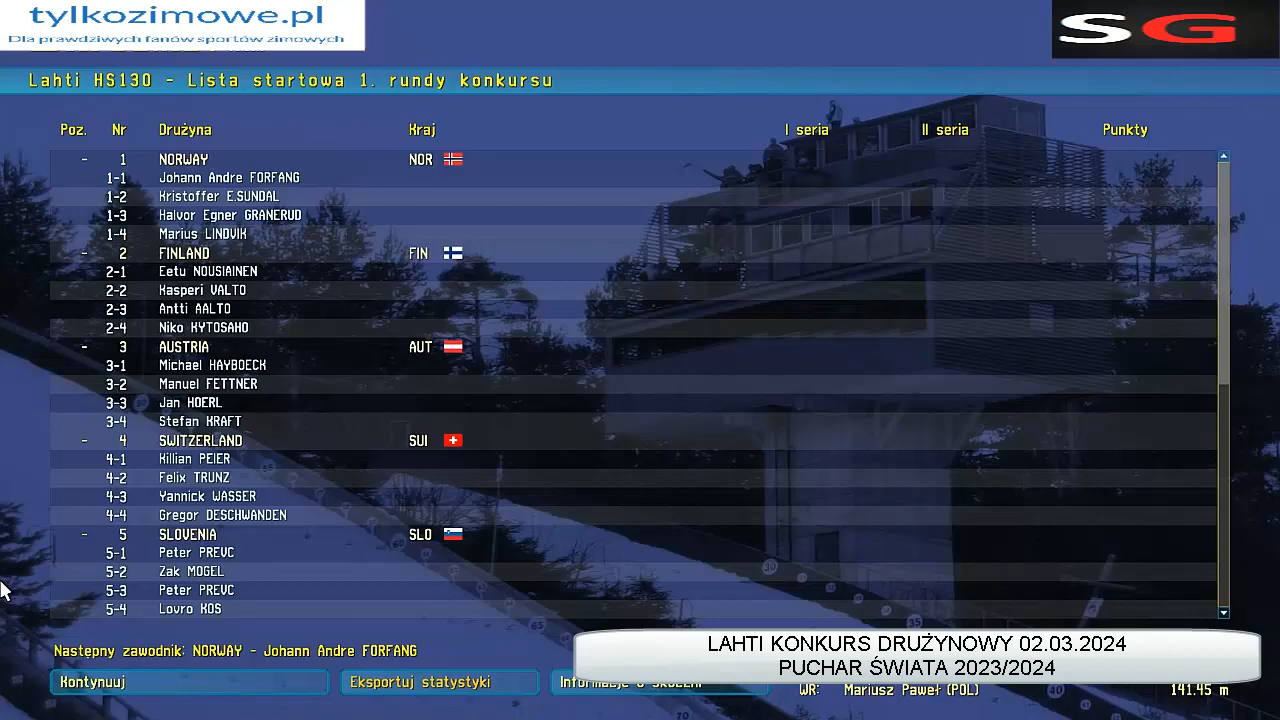 tylkozimowe.pl
Dla prawdziwych fanów sportów zimowych
SG
Lahti HS130 - Lista startowa 1. rundy konkursu
Poz. Nr Drużyna Kraj I seria II seria Punkty
- 1 NORWAY NOR
1-1 Johann Andre FORFANG
1-2 Kristoffer E.SUNDAL
1-3 Halvor Egner GRANERUD
1-4 Marius LINDVIK
- 2 FINLAND FIN
2-1 Eetu NOUSIAINEN
2-2 Kasperi VALTO
2-3 Antti AALTO
2-4 Niko KYTOSAHO
- 3 AUSTRIA AUT
3-1 Michael HAYBOECK
3-2 Manuel FETTNER
3-3 Jan HOERL
3-4 Stefan KRAFT
- 4 SWITZERLAND SUI
4-1 Killian PEIER
4-2 Felix TRUNZ
4-3 Yannick WASSER
4-4 Gregor DESCHWANDEN
- 5 SLOVENIA SLO
5-1 Peter PREVC
5-2 Zak MOGEL
5-3 Peter PREVC
5-4 Lovro KOS
Następny zawodnik: NORWAY - Johann Andre FORFANG
LAHTI KONKURS DRUŻYNOWY 02.03.2024
PUCHAR ŚWIATA 2023/2024
Kontynuuj Eksportuj statystyki
WR: Mariusz Paweł (POL) 141.45 m